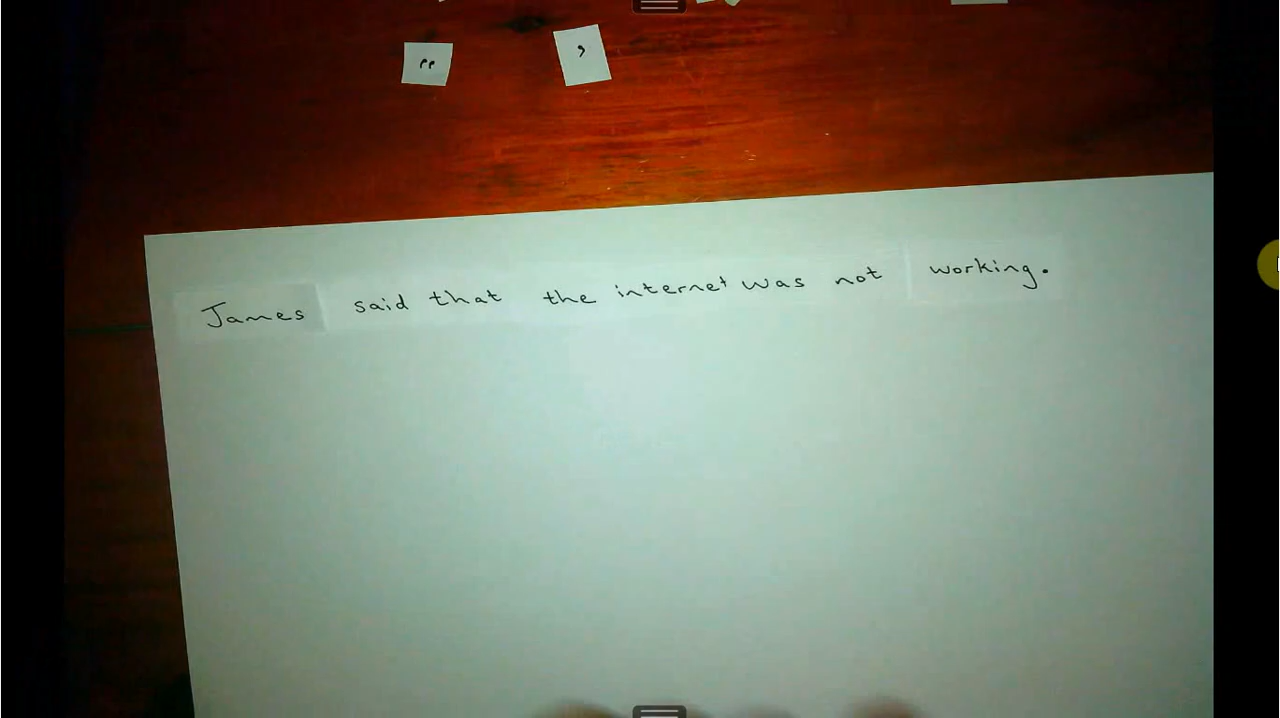 “ ,
James said that the internet was not working.